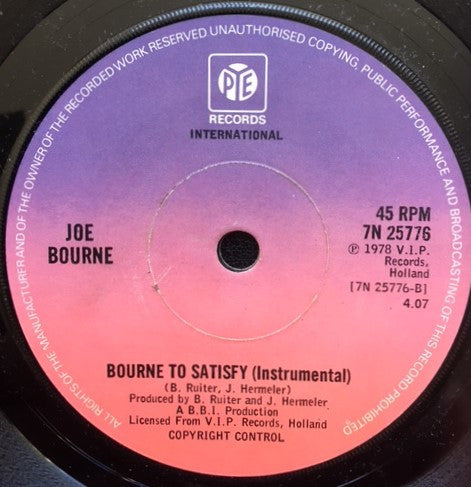 ALL RIGHTS OF THE MANUFACTURER AND OF THE OWNER OF THE RECORDED WORK RESERVED UNAUTHORISED COPYING, PUBLIC PERFORMANCE AND BROADCASTING OF THIS RECORD PROHIBITED
PYE
RECORDS
INTERNATIONAL
JOE
BOURNE
45 RPM
7N 25776
℗ 1978 V.I.P.
Records,
Holland
[7N 25776-B]
4.07
BOURNE TO SATISFY (Instrumental)
(B. Ruiter, J. Hermeler)
Produced by B. Ruiter and J. Hermeler
A B.B.I. Production
Licensed From V.I.P. Records, Holland
COPYRIGHT CONTROL